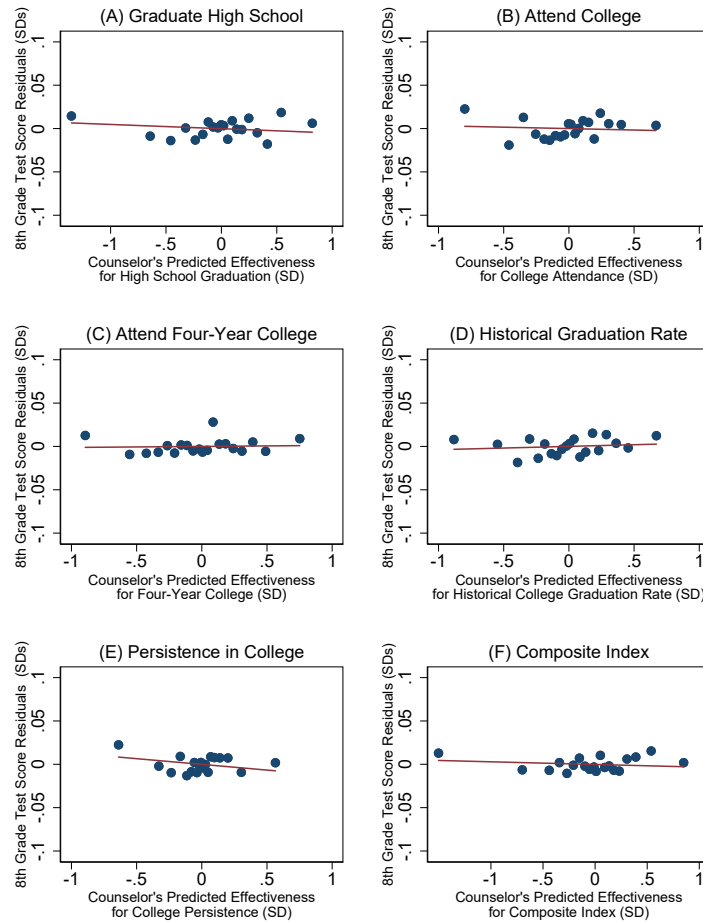 (A) Graduate High School
8th Grade Test Score Residuals (SDs)
.1
.05
0
-.05
-.1
-1 -.5 0 .5 1
Counselor's Predicted Effectiveness
for High School Graduation (SD)
(B) Attend College
8th Grade Test Score Residuals (SDs)
.1
.05
0
-.05
-.1
-1 -.5 0 .5 1
Counselor's Predicted Effectiveness
for College Attendance (SD)
(C) Attend Four-Year College
8th Grade Test Score Residuals (SDs)
.1
.05
0
-.05
-.1
-1 -.5 0 .5 1
Counselor's Predicted Effectiveness
for Four-Year College (SD)
(D) Historical Graduation Rate
8th Grade Test Score Residuals (SDs)
.1
.05
0
-.05
-.1
-1 -.5 0 .5 1
Counselor's Predicted Effectiveness
for Historical College Graduation Rate (SD)
(E) Persistence in College
8th Grade Test Score Residuals (SDs)
.1
.05
0
-.05
-.1
-1 -.5 0 .5 1
Counselor's Predicted Effectiveness
for College Persistence (SD)
(F) Composite Index
8th Grade Test Score Residuals (SDs)
.1
.05
0
-.05
-.1
-1.5 -1 -.5 0 .5 1
Counselor's Predicted Effectiveness
for Composite Index (SD)